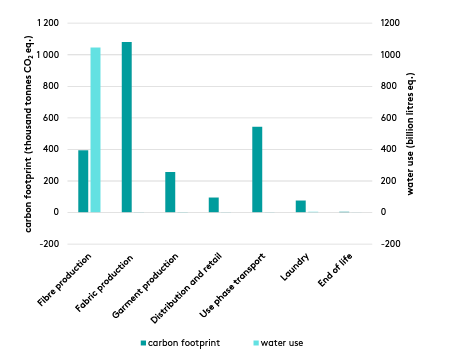 1 200
1 000
800
600
400
200
0
-200
carbon footprint (thousand tonnes CO₂ eq.)
1200
1000
800
600
400
200
0
-200
water use (billion litres eq.)
Fibre production
Fabric production
Garment production
Distribution and retail
Use phase transport
Laundry
End of life
carbon footprint
water use